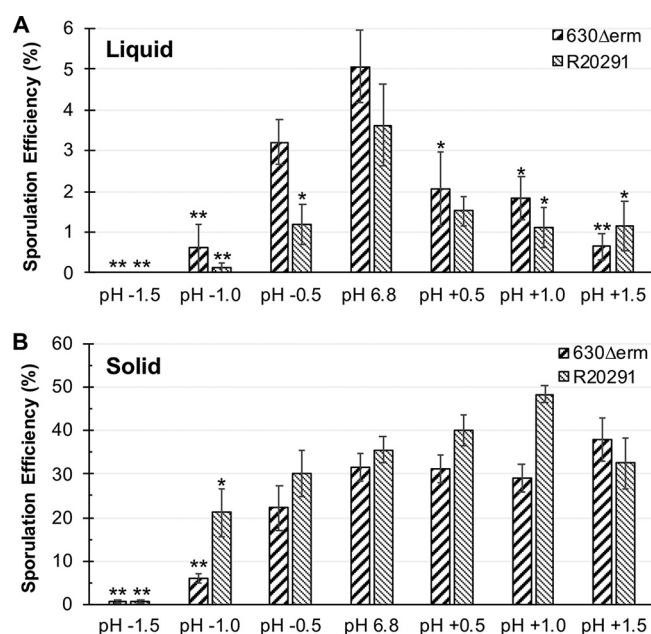 A
Liquid
630Δerm
R20291
Sporulation Efficiency (%)
6
5
4
3
2
1
0
** **
**
**
*
*
*
*
**
*
pH -1.5 pH -1.0 pH -0.5 pH 6.8 pH +0.5 pH +1.0 pH +1.5
B
Solid
630Δerm
R20291
Sporulation Efficiency (%)
60
50
40
30
20
10
0
** **
**
*
pH -1.5 pH -1.0 pH -0.5 pH 6.8 pH +0.5 pH +1.0 pH +1.5